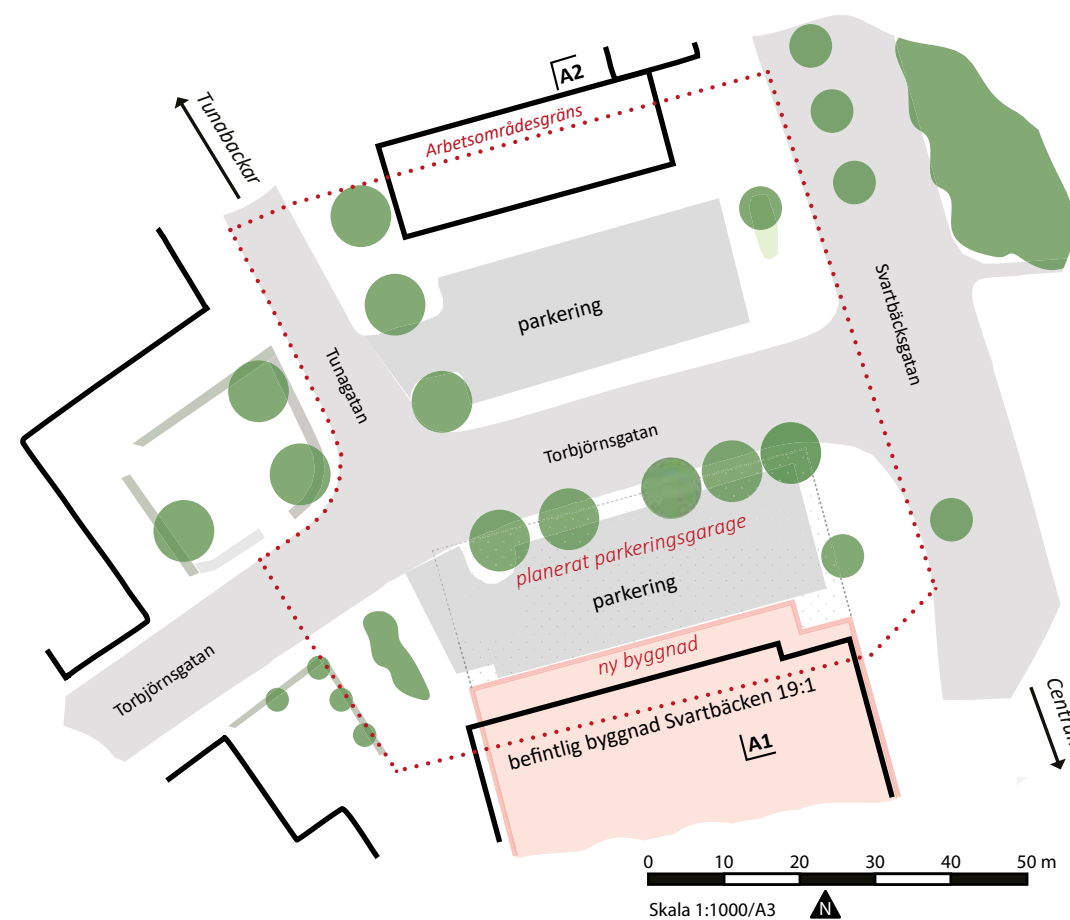 A2
Tunabackar
Arbetsområdesgräns
parkering
Svartbäcksgatan
Tunagatan
Torbjörnsgatan
planerat parkeringsgarage
parkering
ny byggnad
Torbjörnsgatan
befintlig byggnad Svartbäcken 19:1
A1
0 10 20 30 40 50 m
Skala 1:1000/A3
N